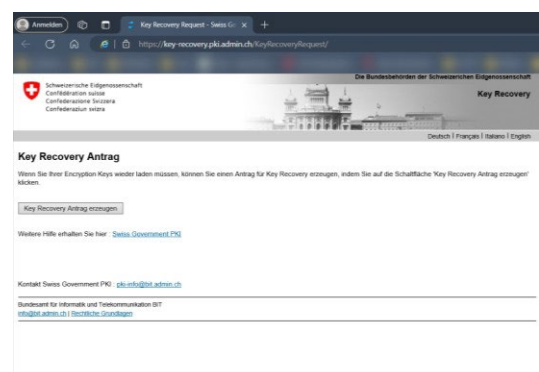 Anmelden
Key Recovery Request - Swiss Go
https://key-recovery.pki.admin.ch/KeyRecoveryRequest/
Die Bundesbehörden der Schweizerischen Eidgenossenschaft
Schweizerische Eidgenossenschaft
Confédération suisse
Confederazione Svizzera
Confederaziun svizra
Key Recovery
Deutsch | Français | Italiano | English
Key Recovery Antrag
Wenn Sie Ihrer Encryption Keys wieder laden müssen, können Sie einen Antrag für Key Recovery erzeugen, indem Sie auf die Schaltfläche 'Key Recovery Antrag erzeugen'
klicken.
Key Recovery Antrag erzeugen
Weitere Hilfe erhalten Sie hier : Swiss Government PKI
Kontakt Swiss Government PKI : pki-info@bit.admin.ch
Bundesamt für Informatik und Telekommunikation BIT
info@bit.admin.ch | Rechtliche Grundlagen